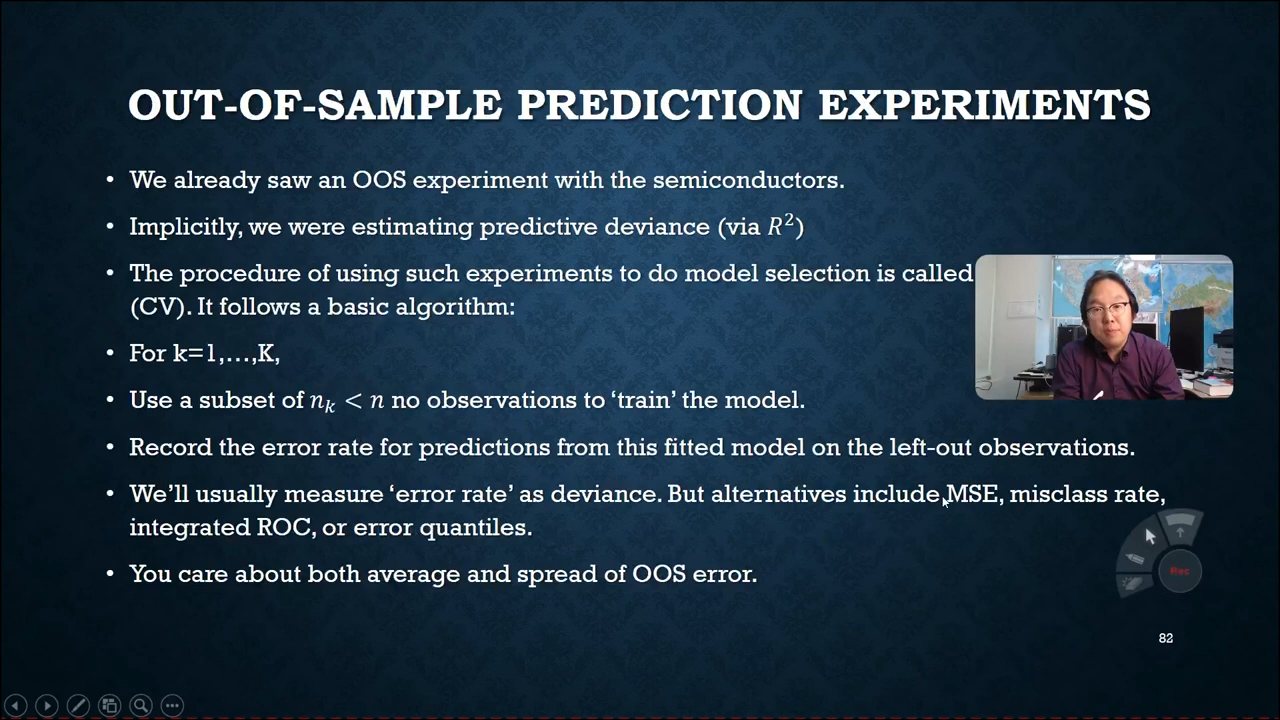 OUT-OF-SAMPLE PREDICTION EXPERIMENTS
• We already saw an OOS experiment with the semiconductors.
• Implicitly, we were estimating predictive deviance (via R²)
• The procedure of using such experiments to do model selection is called
(CV). It follows a basic algorithm:
• For k=1,…,K,
• Use a subset of nₖ < n no observations to ‘train’ the model.
• Record the error rate for predictions from this fitted model on the left-out observations.
• We’ll usually measure ‘error rate’ as deviance. But alternatives include MSE, misclass rate,
integrated ROC, or error quantiles.
• You care about both average and spread of OOS error.
Rec
82